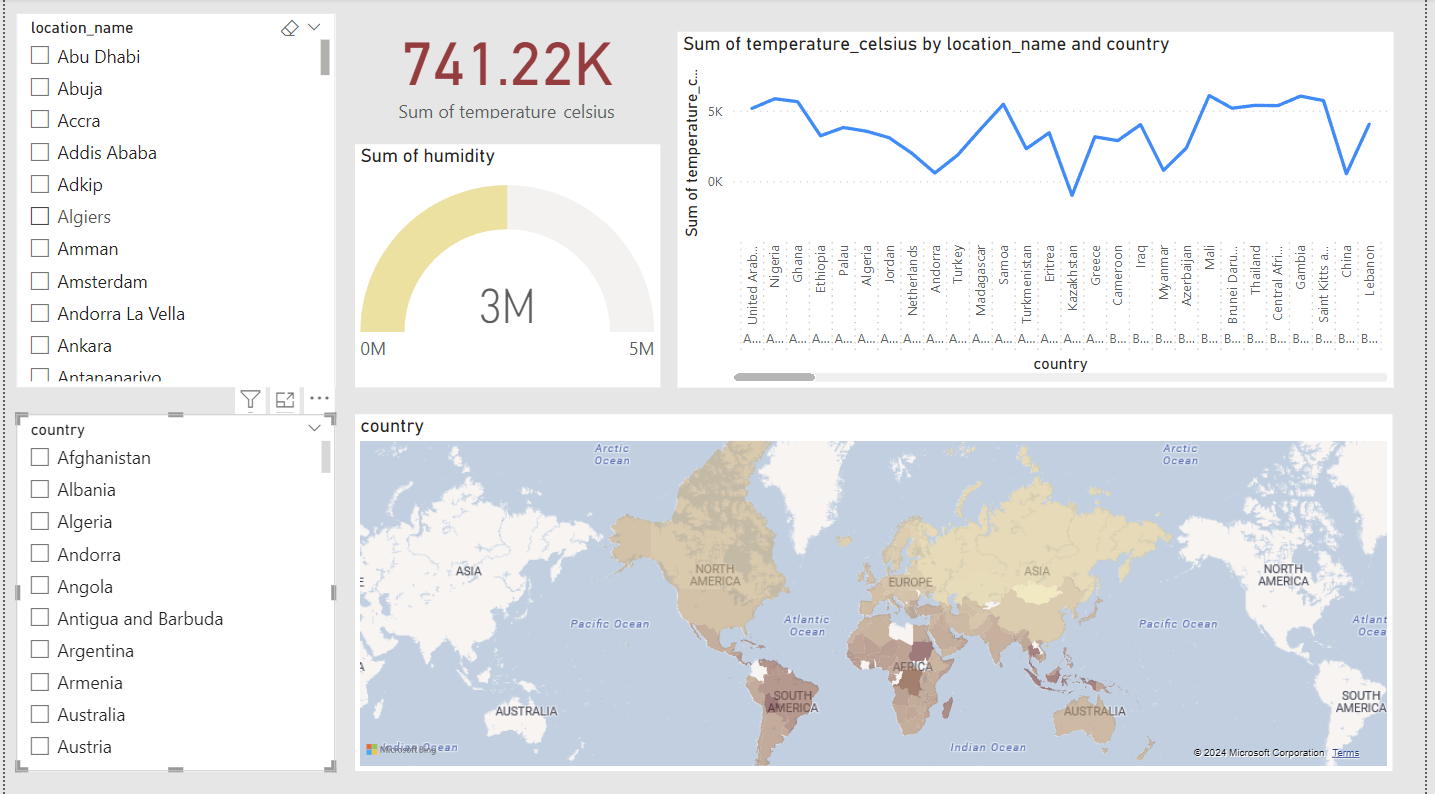 location_name
Abu Dhabi
Abuja
Accra
Addis Ababa
Adkip
Algiers
Amman
Amsterdam
Andorra La Vella
Ankara
Antananarivo
741.22K
Sum of temperature_celsius
Sum of humidity
3M
0M
5M
Sum of temperature_celsius by location_name and country
Sum of temperature_c...
5K
0K
United Arab...
Nigeria
Ghana
Ethiopia
Palau
Algeria
Jordan
Netherlands
Andorra
Turkey
Madagascar
Samoa
Turkmenistan
Eritrea
Kazakhstan
Greece
Cameroon
Iraq
Myanmar
Azerbaijan
Mali
Brunei Daru...
Thailand
Central Afri...
Gambia
Saint Kitts a...
China
Lebanon
A... A... A... A... A... A... A... A... A... A... A... A... A... A... A... A... B... B... B... B... B... B... B... B... B... B... B... B...
country
country
Afghanistan
Albania
Algeria
Andorra
Angola
Antigua and Barbuda
Argentina
Armenia
Australia
Austria
country
Arctic
Ocean
Arctic
Ocean
ASIA
NORTH
AMERICA
EUROPE
ASIA
NORTH
AMERICA
Pacific Ocean
Atlantic
Ocean
Pacific Ocean
Atlant
Ocea
AFRICA
SOUTH
AMERICA
SOUTH
AMERICA
AUSTRALIA
AUSTRALIA
Indian Ocean
Microsoft Bing
Indian Ocean
© 2024 Microsoft Corporation Terms